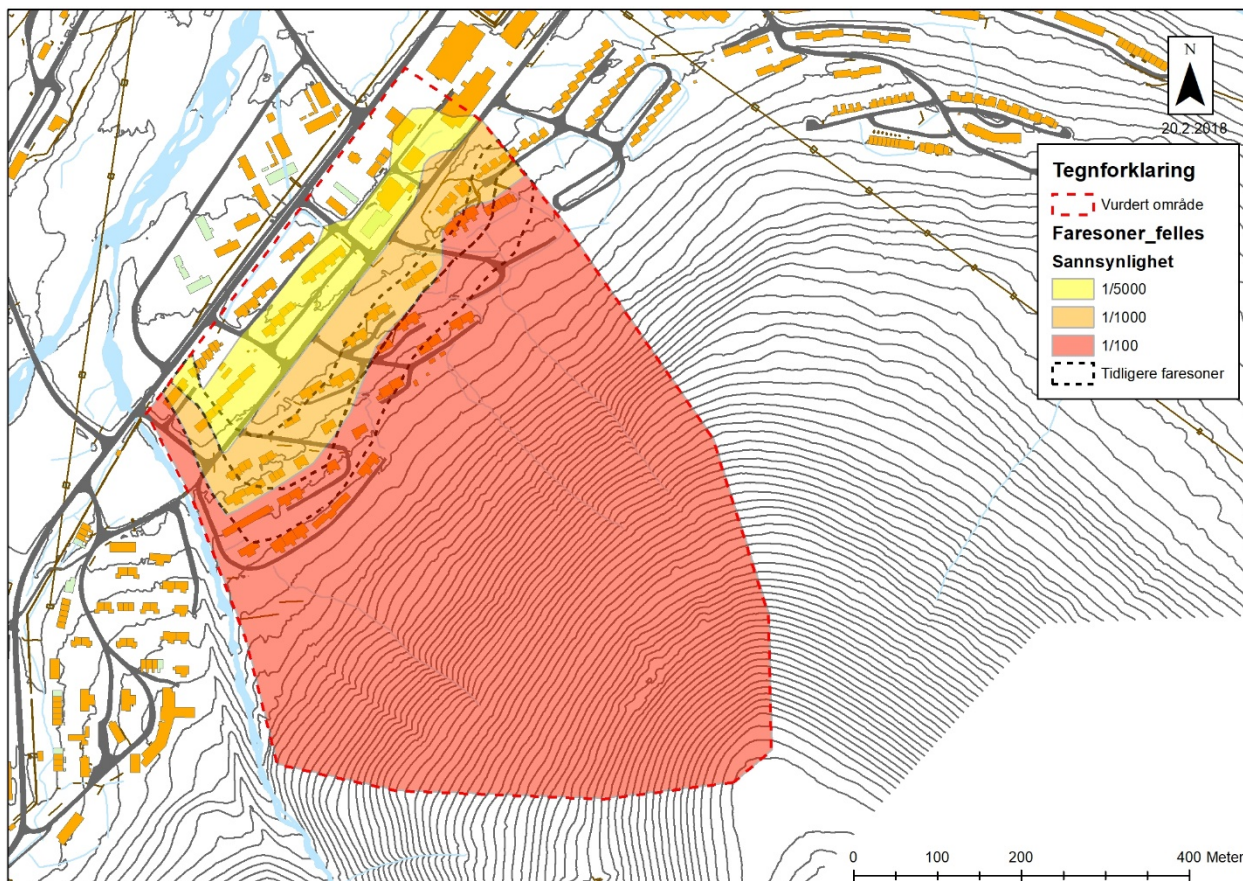 N
20.2.2018
Tegnforklaring
Vurdert område
Faresoner_felles
Sannsynlighet
1/5000
1/1000
1/100
Tidligere faresoner
0 100 200 400 Meter